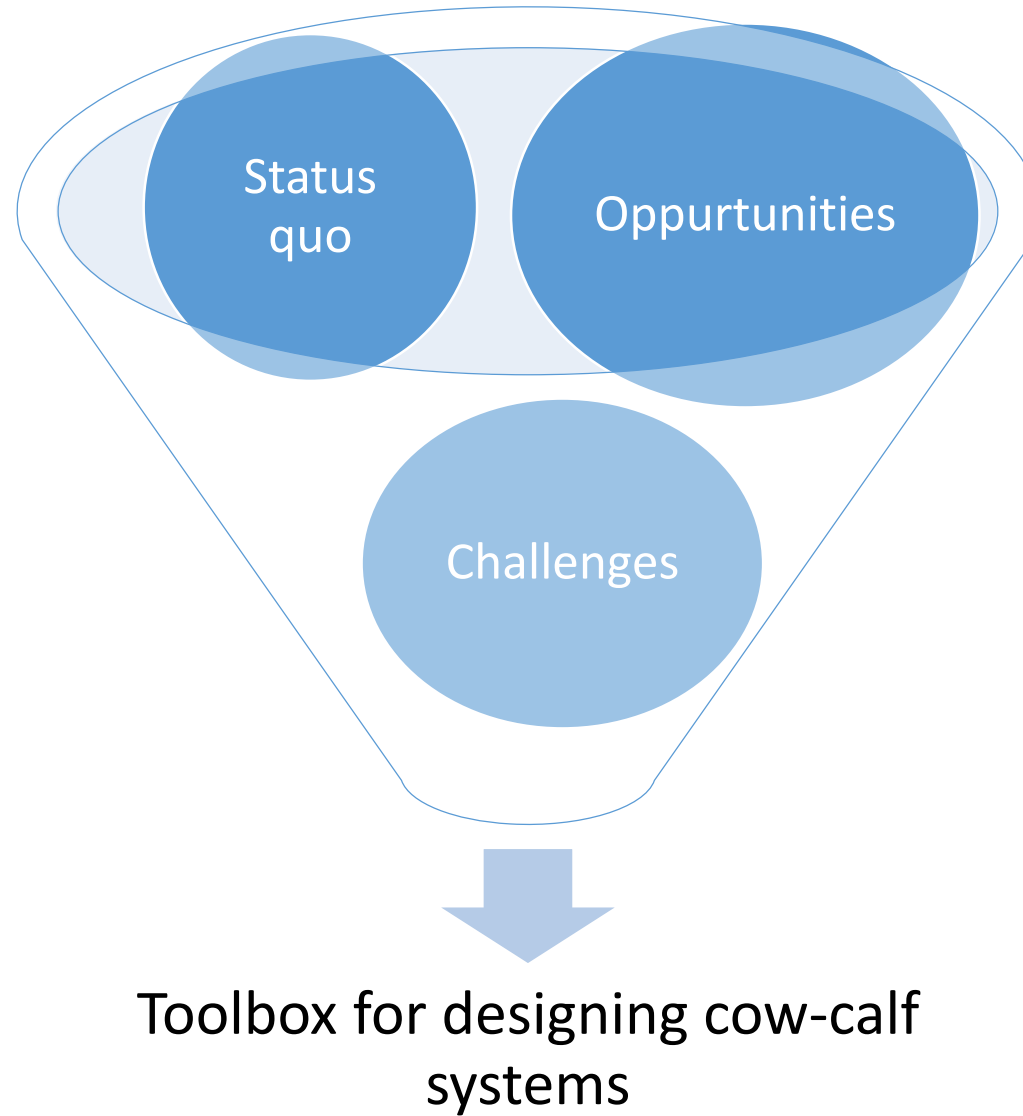 Status
quo
Oppurtunities
Challenges
Toolbox for designing cow-calf
systems